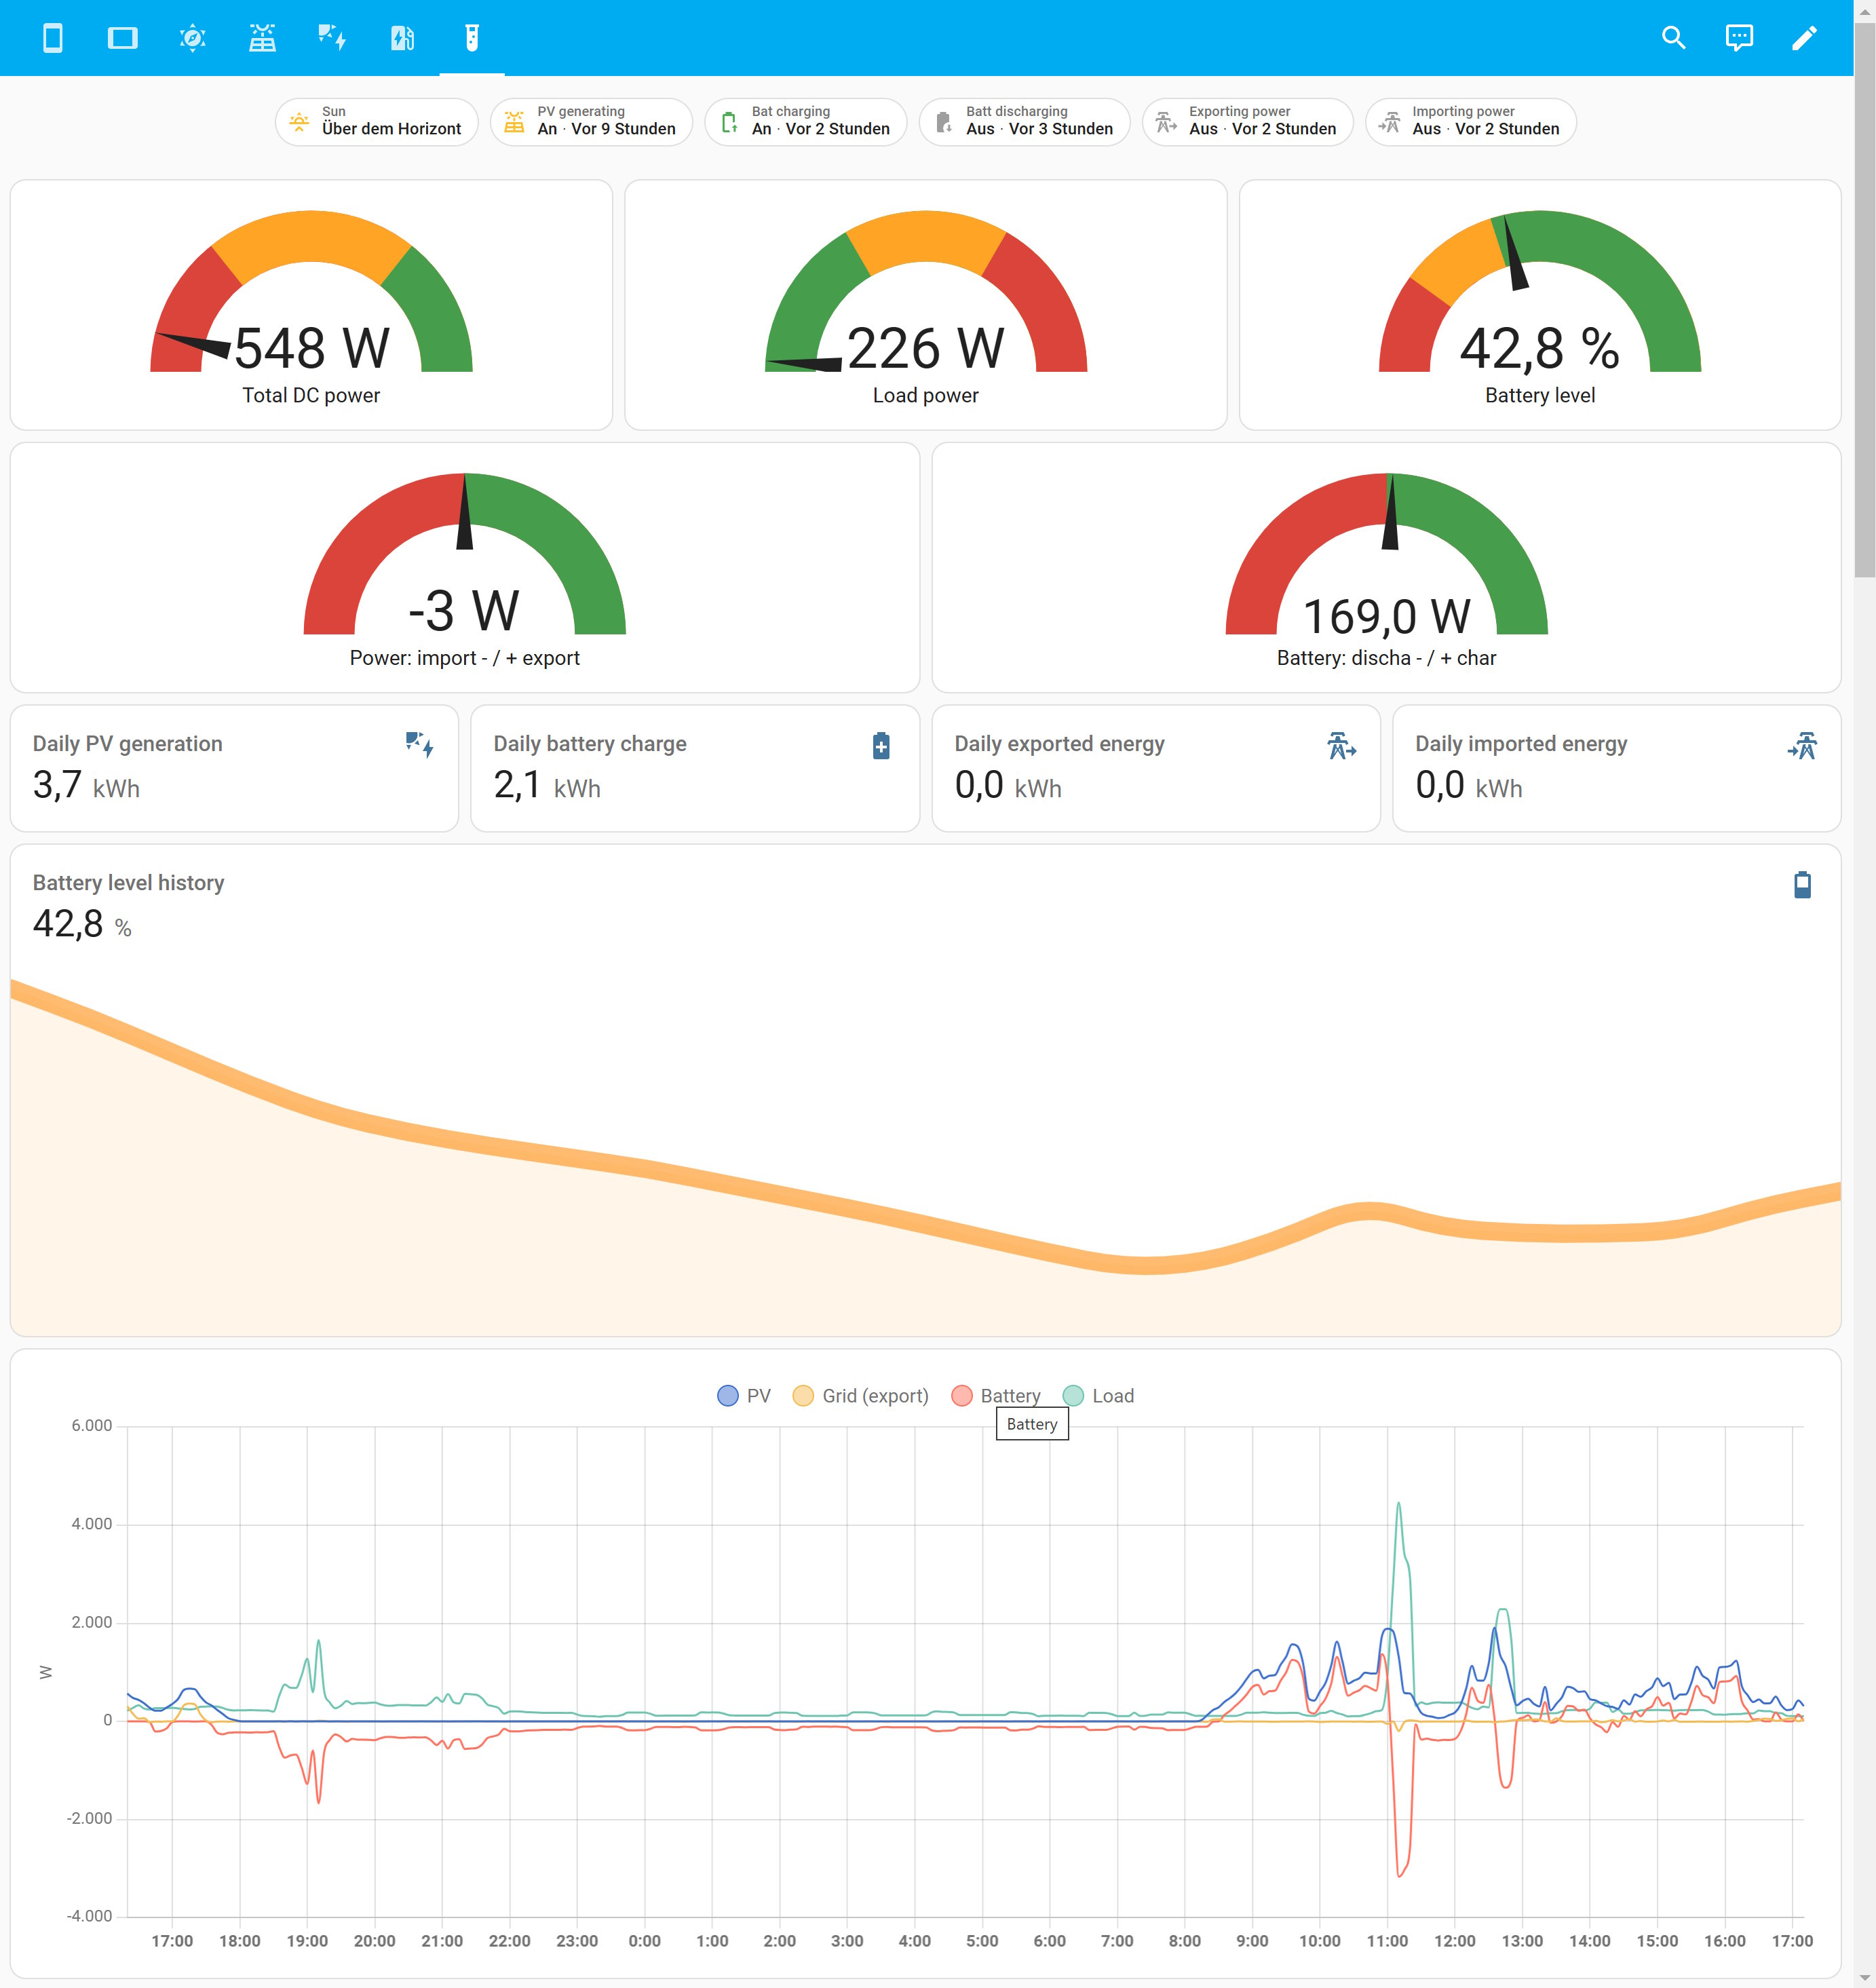 Sun
Über dem Horizont
PV generating
An · Vor 9 Stunden
Bat charging
An · Vor 2 Stunden
Batt discharging
Aus · Vor 3 Stunden
Exporting power
Aus · Vor 2 Stunden
Importing power
Aus · Vor 2 Stunden
548 W
Total DC power
226 W
Load power
42,8 %
Battery level
-3 W
Power: import - / + export
169,0 W
Battery: discha - / + char
Daily PV generation
3,7 kWh
Daily battery charge
2,1 kWh
Daily exported energy
0,0 kWh
Daily imported energy
0,0 kWh
Battery level history
42,8 %
PV Grid (export) Battery Load
Battery
6.000
4.000
2.000
W
0
-2.000
-4.000
17:00 18:00 19:00 20:00 21:00 22:00 23:00 0:00 1:00 2:00 3:00 4:00 5:00 6:00 7:00 8:00 9:00 10:00 11:00 12:00 13:00 14:00 15:00 16:00 17:00